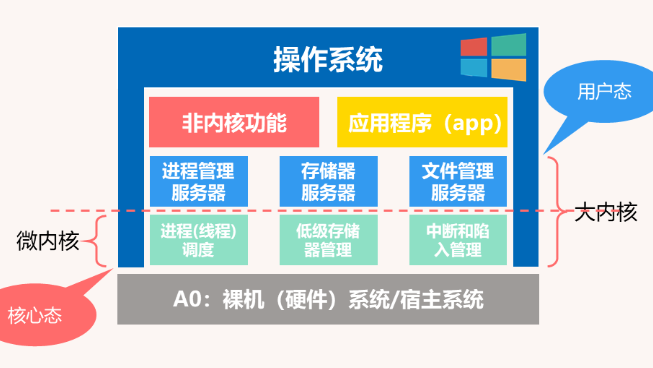 操作系统
用户态
非内核功能
应用程序（app）
进程管理
服务器
存储器
服务器
文件管理
服务器
大内核
微内核
进程(线程)
调度
低级存储
器管理
中断和陷
入管理
核心态
A0：裸机（硬件）系统/宿主系统